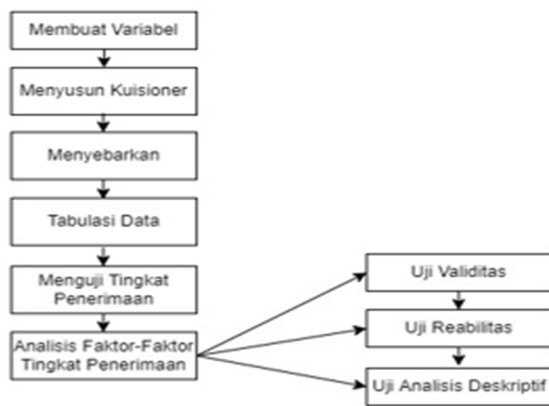 Membuat Variabel
Menyusun Kuisioner
Menyebarkan
Tabulasi Data
Menguji Tingkat
Penerimaan
Analisis Faktor-Faktor
Tingkat Penerimaan
Uji Validitas
Uji Reabilitas
Uji Analisis Deskriptif